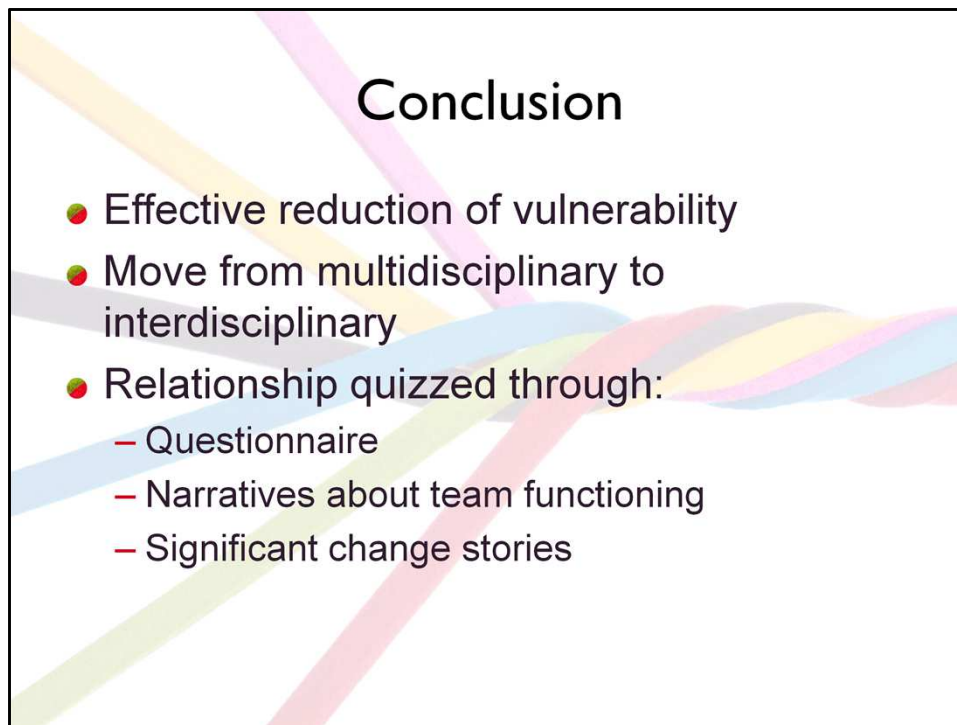 Conclusion
Effective reduction of vulnerability
Move from multidisciplinary to
interdisciplinary
Relationship quizzed through:
– Questionnaire
– Narratives about team functioning
– Significant change stories